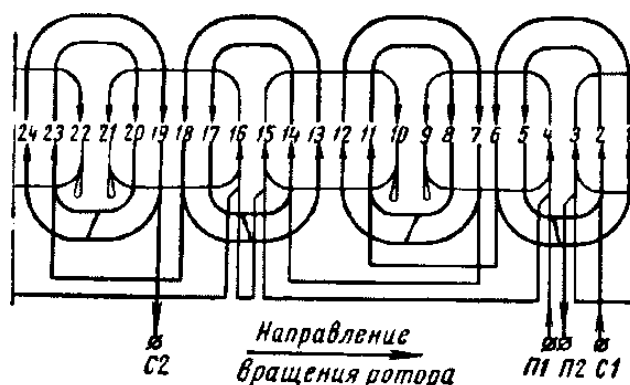 24 23 22 21 20 19 18 17 16 15 14 13 12 11 10 9 8 7 6 5 4 3 2 1
С2 Направление П1 П2 С1
вращения ротора